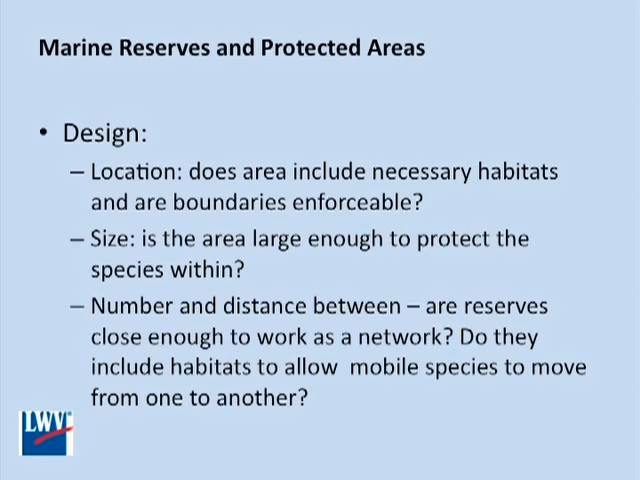 Marine Reserves and Protected Areas
• Design:
– Location: does area include necessary habitats
and are boundaries enforceable?
– Size: is the area large enough to protect the
species within?
– Number and distance between – are reserves
close enough to work as a network? Do they
include habitats to allow  mobile species to move
from one to another?
LWV